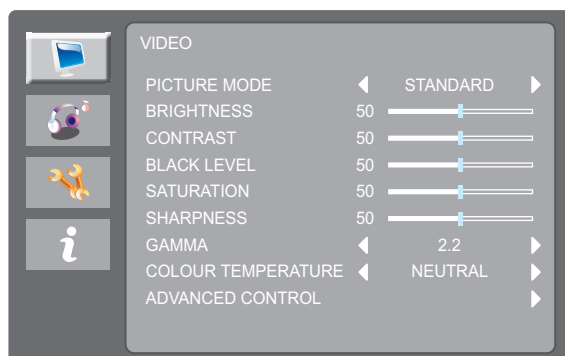 VIDEO
PICTURE MODE STANDARD
BRIGHTNESS 50
CONTRAST 50
BLACK LEVEL 50
SATURATION 50
SHARPNESS 50
GAMMA 2.2
COLOUR TEMPERATURE NEUTRAL
ADVANCED CONTROL
i